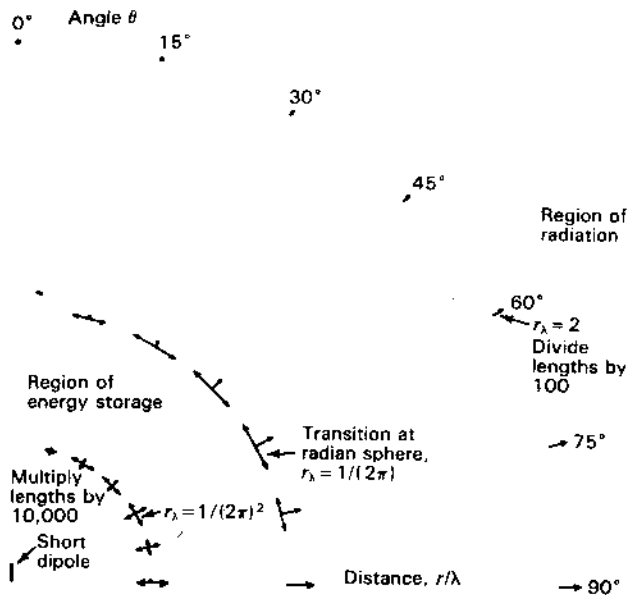 0°
Angle θ
15°
30°
45°
Region of
radiation
60°
r_λ = 2
Divide
lengths by
100
Region of
energy storage
Transition at
radian sphere,
r_λ = 1/(2π)
75°
Multiply
lengths by
10,000
r_λ = 1/(2π)²
Short
dipole
Distance, r/λ
90°